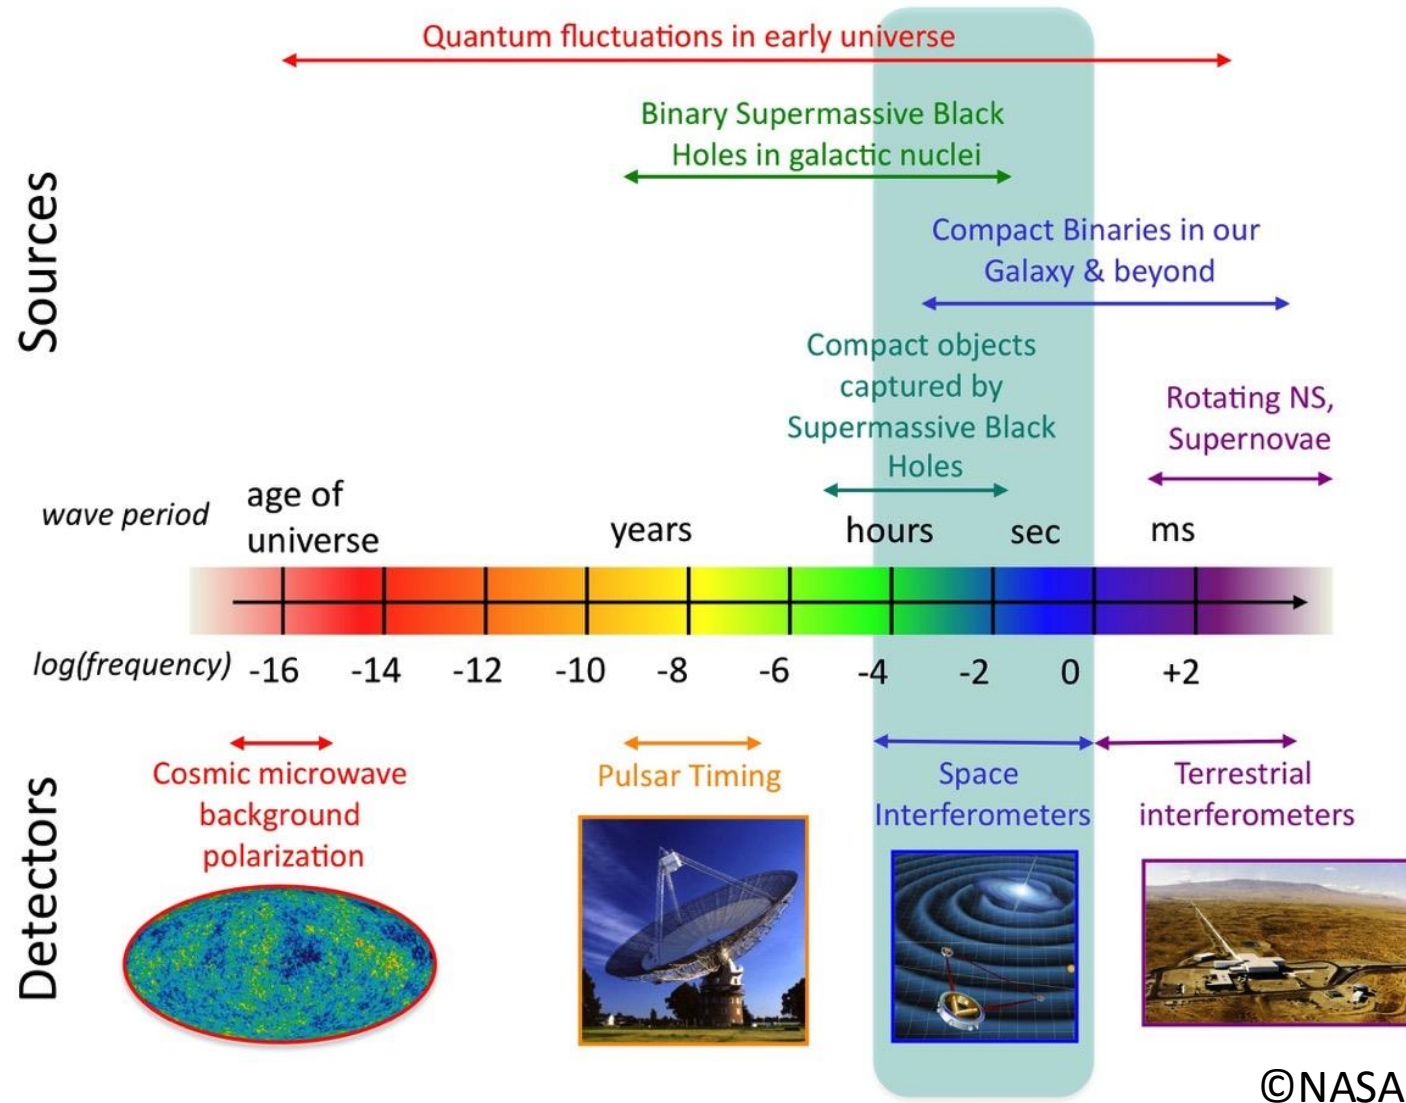 Quantum fluctuations in early universe
Binary Supermassive Black
Holes in galactic nuclei
Compact Binaries in our
Galaxy & beyond
Compact objects
captured by
Supermassive Black
Holes
Rotating NS,
Supernovae
Sources
wave period
age of
universe
years
hours
sec
ms
log(frequency)
-16
-14
-12
-10
-8
-6
-4
-2
0
+2
Detectors
Cosmic microwave
background
polarization
Pulsar Timing
Space
Interferometers
Terrestrial
interferometers
©NASA